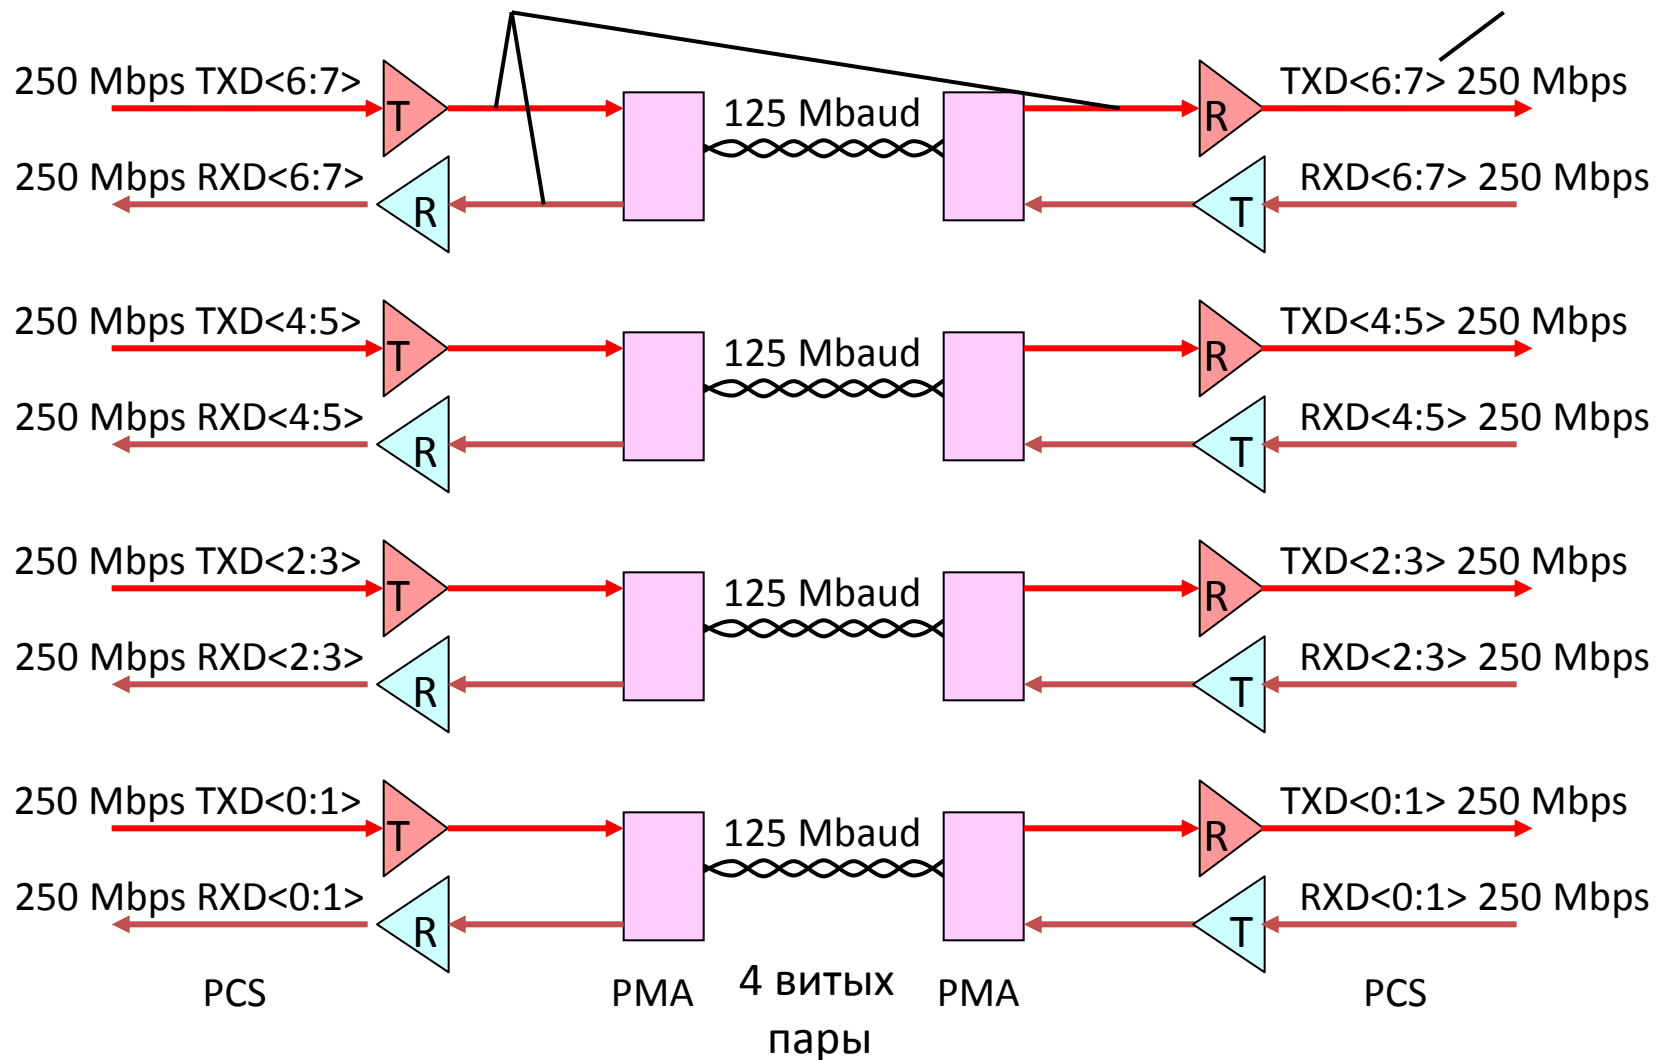 250 Mbps TXD<6:7>
T
125 Mbaud
R
TXD<6:7> 250 Mbps
250 Mbps RXD<6:7>
R
T
RXD<6:7> 250 Mbps
250 Mbps TXD<4:5>
T
125 Mbaud
R
TXD<4:5> 250 Mbps
250 Mbps RXD<4:5>
R
T
RXD<4:5> 250 Mbps
250 Mbps TXD<2:3>
T
125 Mbaud
R
TXD<2:3> 250 Mbps
250 Mbps RXD<2:3>
R
T
RXD<2:3> 250 Mbps
250 Mbps TXD<0:1>
T
125 Mbaud
R
TXD<0:1> 250 Mbps
250 Mbps RXD<0:1>
R
T
RXD<0:1> 250 Mbps
PCS
PMA
4 витых
пары
PMA
PCS